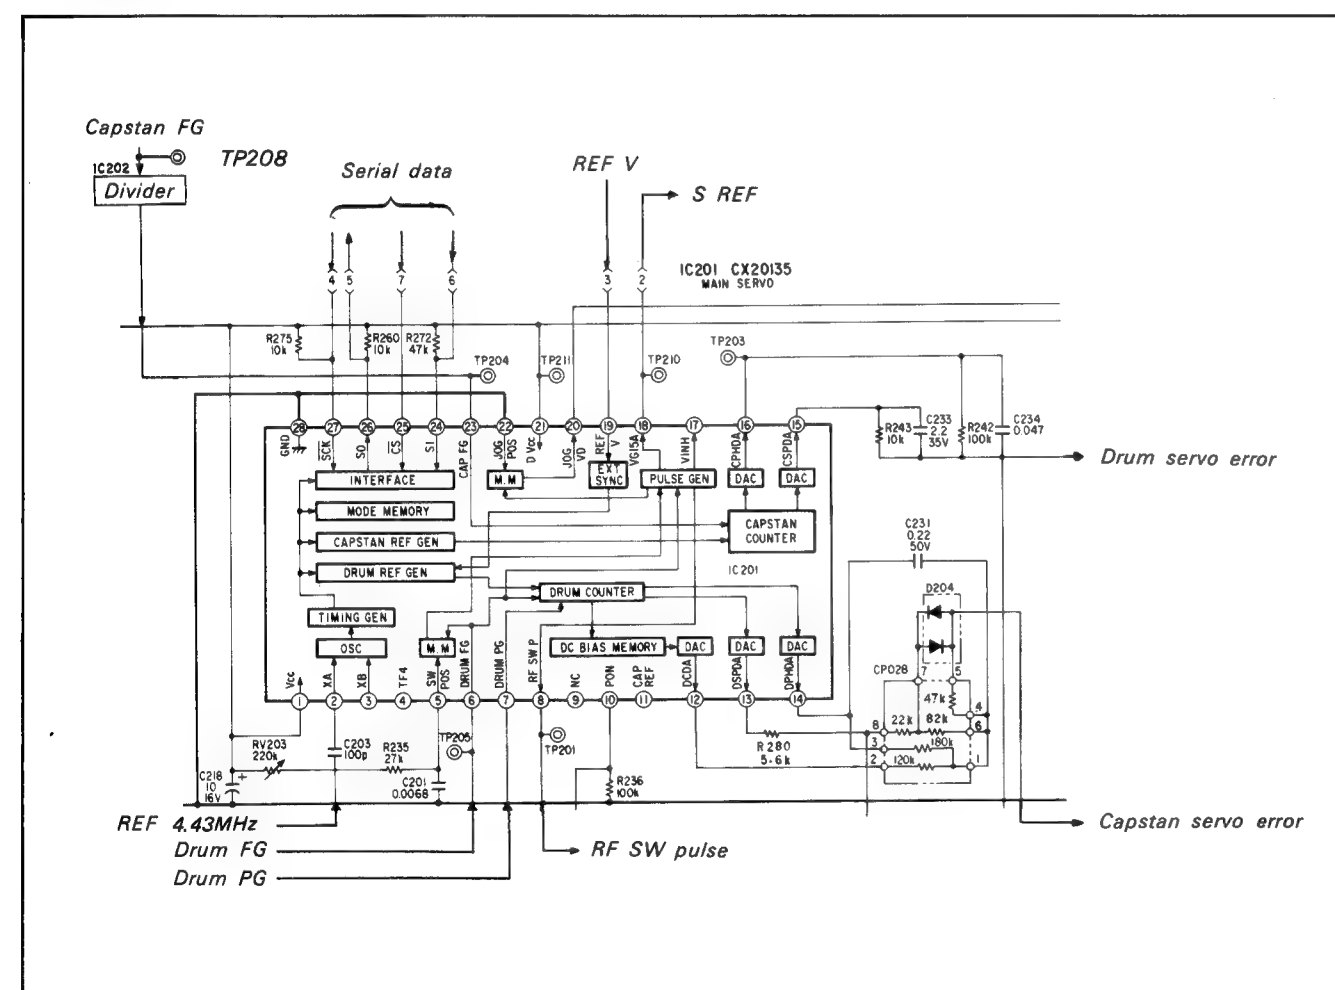 Capstan FG
TP208
IC202
Divider
Serial data
REF V
S REF
IC201 CX20135
MAIN SERVO
4
5
7
6
3
2
R275
10k
R260
10k
R272
47k
TP204
TP211
TP210
TP203
R243
10k
C233
2.2
35V
R242
100k
C234
0.047
Drum servo error
28
27
26
25
24
23
22
21
20
19
18
17
16
15
GND
SCK
SO
CS
SI
CAP FG
JOG
POS
D Vcc
JOG
VD
REF
V
VG15A
VINH
CPHDA
CSPDA
INTERFACE
M.M
EXT
SYNC
PULSE GEN
DAC
DAC
MODE MEMORY
CAPSTAN REF GEN
CAPSTAN
COUNTER
DRUM REF GEN
IC201
DRUM COUNTER
TIMING GEN
OSC
M.M
DC BIAS MEMORY
DAC
DAC
DAC
Vcc
XA
XB
TF4
SW
POS
DRUM FG
DRUM PG
RF SW P
NC
PON
CAP
REF
DCDA
DSPDA
DPHDA
1
2
3
4
5
6
7
8
9
10
11
12
13
14
C231
0.22
50V
D204
CP028
7
5
47k
4
8
22k
82k
6
3
180k
2
120k
1
RV203
220k
C203
100p
R235
27k
TP205
TP201
R280
5.6k
C218
10
16V
+
C201
0.0068
R236
100k
REF 4.43MHz
Drum FG
Drum PG
RF SW pulse
Capstan servo error